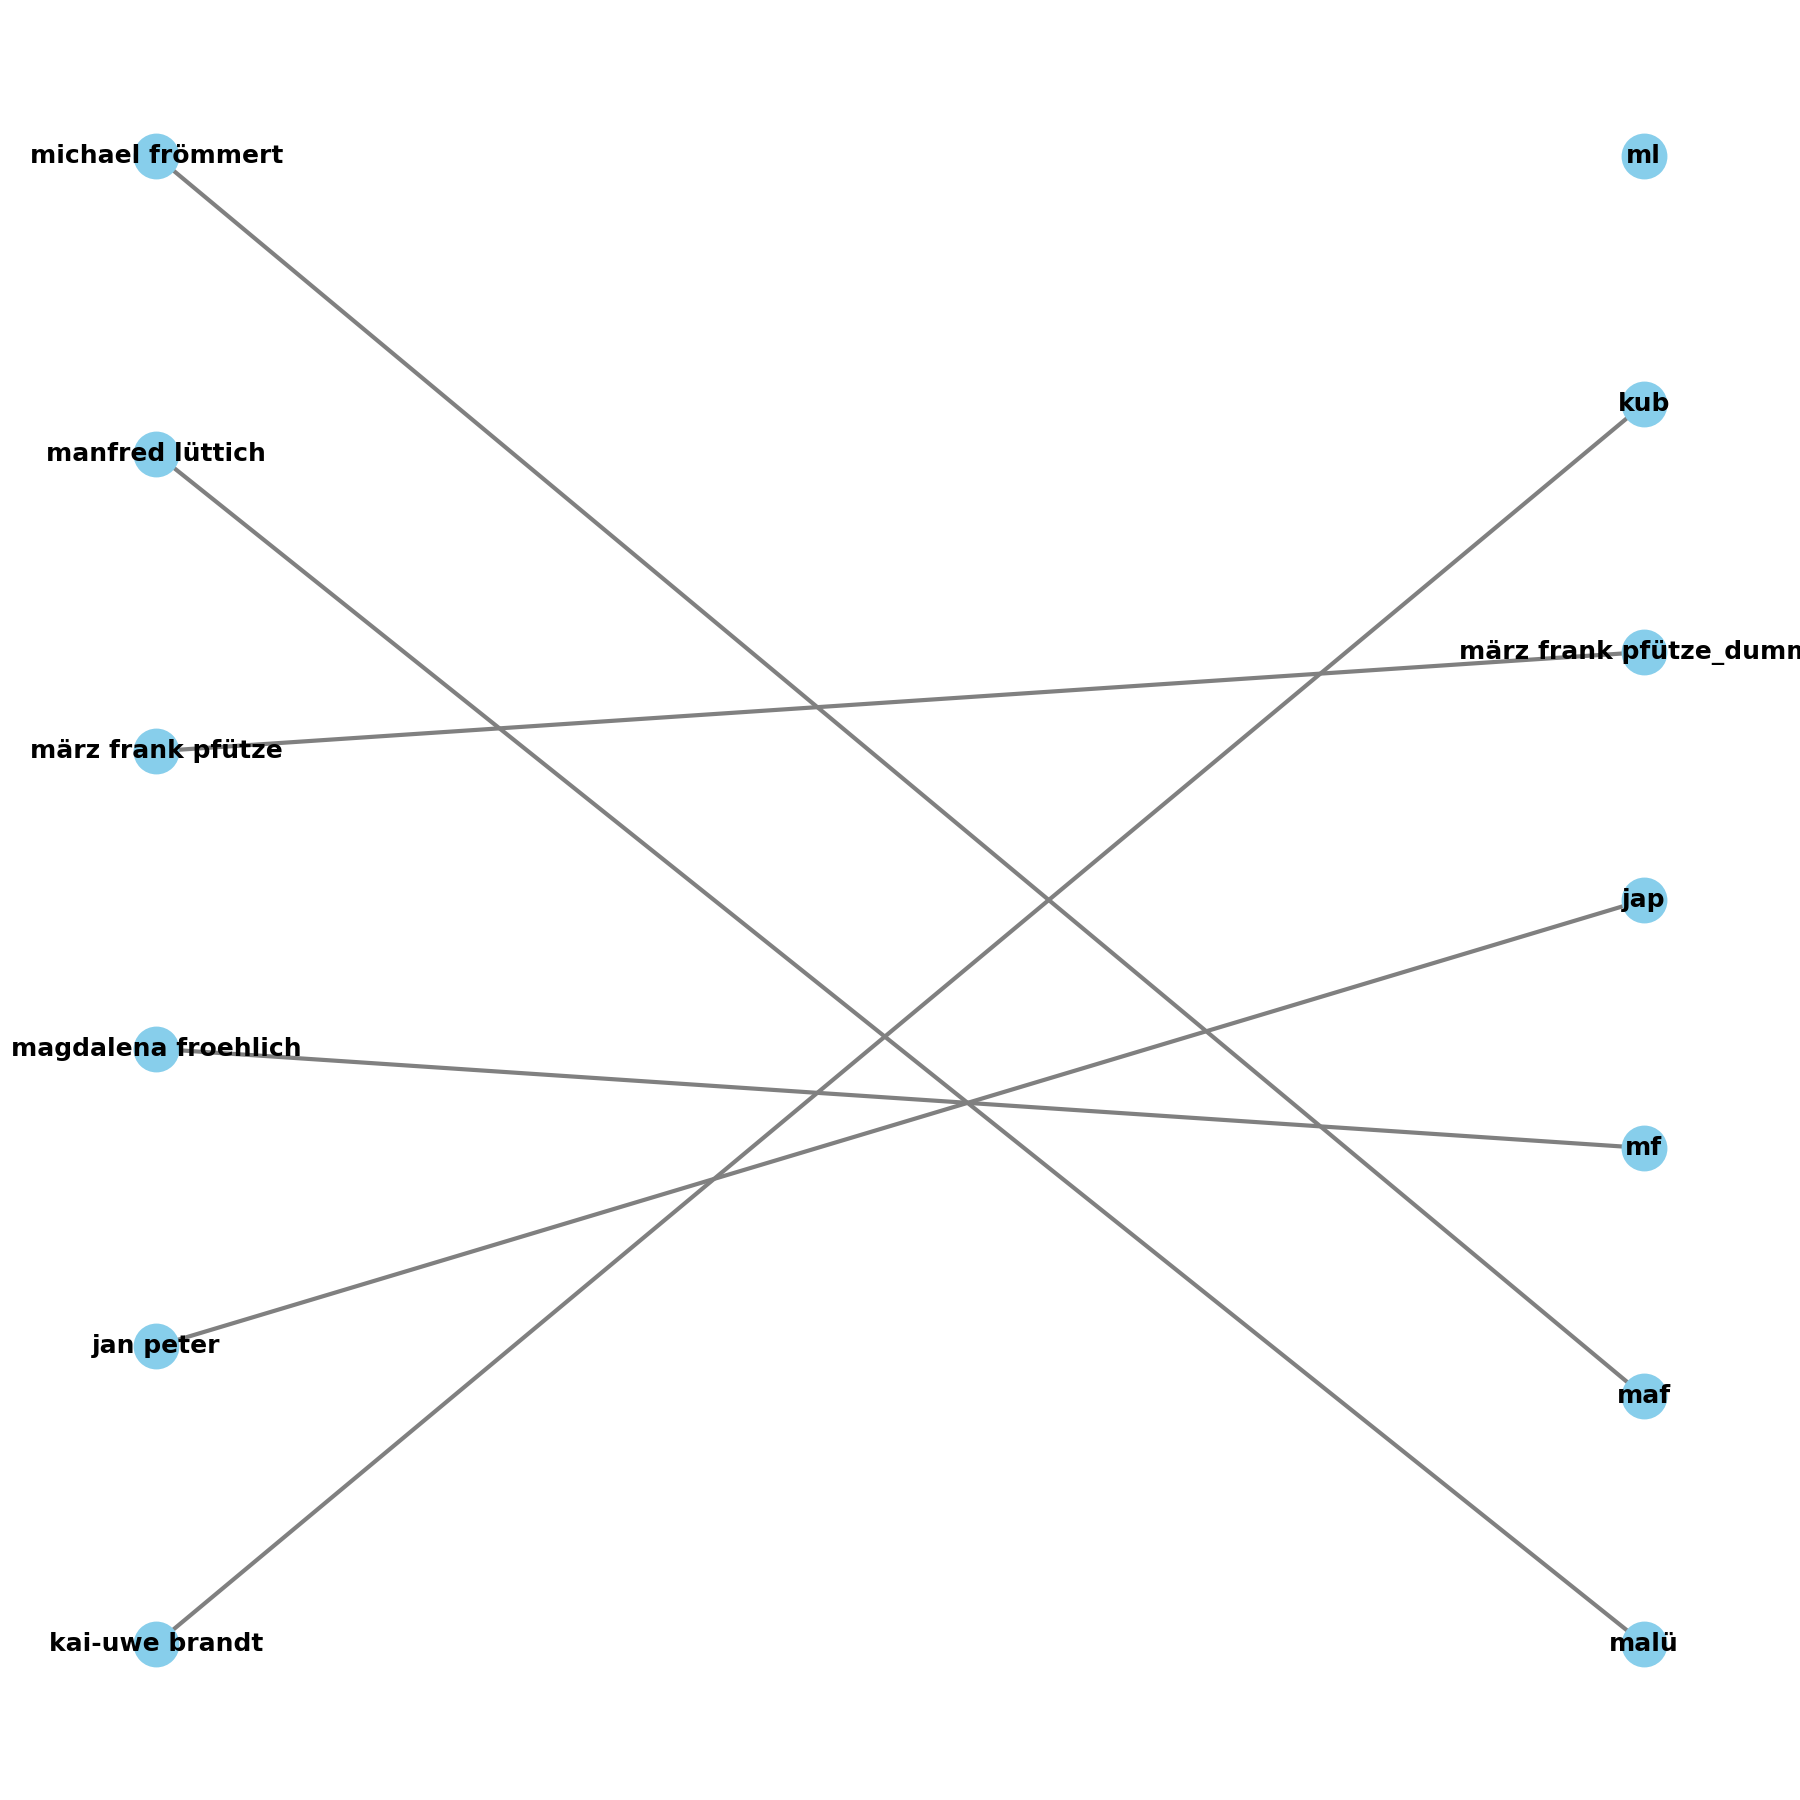 michael frömmert
ml
kub
manfred lüttich
märz frank pfütze_dumm
märz frank pfütze
jap
magdalena froehlich
mf
jan peter
maf
kai-uwe brandt
malü